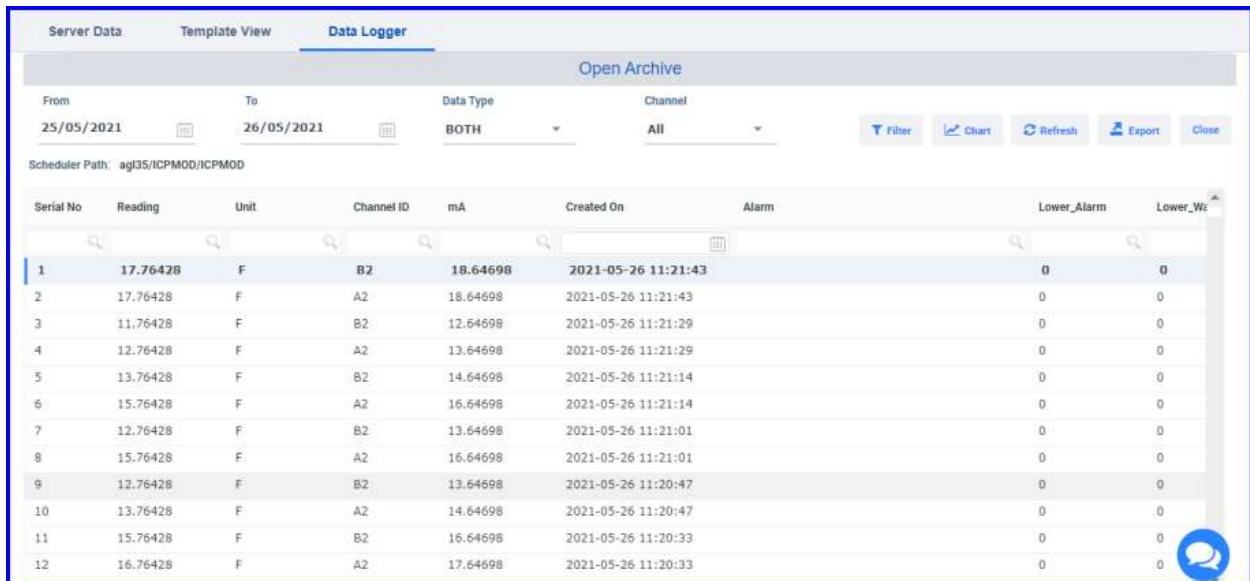 Server Data Template View Data Logger
Open Archive
From To Data Type Channel
25/05/2021 26/05/2021 BOTH All Filter Chart Refresh Export Close
Scheduler Path: agl35/ICPMOD/ICPMOD
Serial No Reading Unit Channel ID mA Created On Alarm Lower_Alarm Lower_Wa
1 17.76428 F B2 18.64698 2021-05-26 11:21:43 0 0
2 17.76428 F A2 18.64698 2021-05-26 11:21:43 0 0
3 11.76428 F B2 12.64698 2021-05-26 11:21:29 0 0
4 12.76428 F A2 13.64698 2021-05-26 11:21:29 0 0
5 13.76428 F B2 14.64698 2021-05-26 11:21:14 0 0
6 15.76428 F A2 16.64698 2021-05-26 11:21:14 0 0
7 12.76428 F B2 13.64698 2021-05-26 11:21:01 0 0
8 15.76428 F A2 16.64698 2021-05-26 11:21:01 0 0
9 12.76428 F B2 13.64698 2021-05-26 11:20:47 0 0
10 13.76428 F A2 14.64698 2021-05-26 11:20:47 0 0
11 15.76428 F B2 16.64698 2021-05-26 11:20:33 0 0
12 16.76428 F A2 17.64698 2021-05-26 11:20:33 0 0